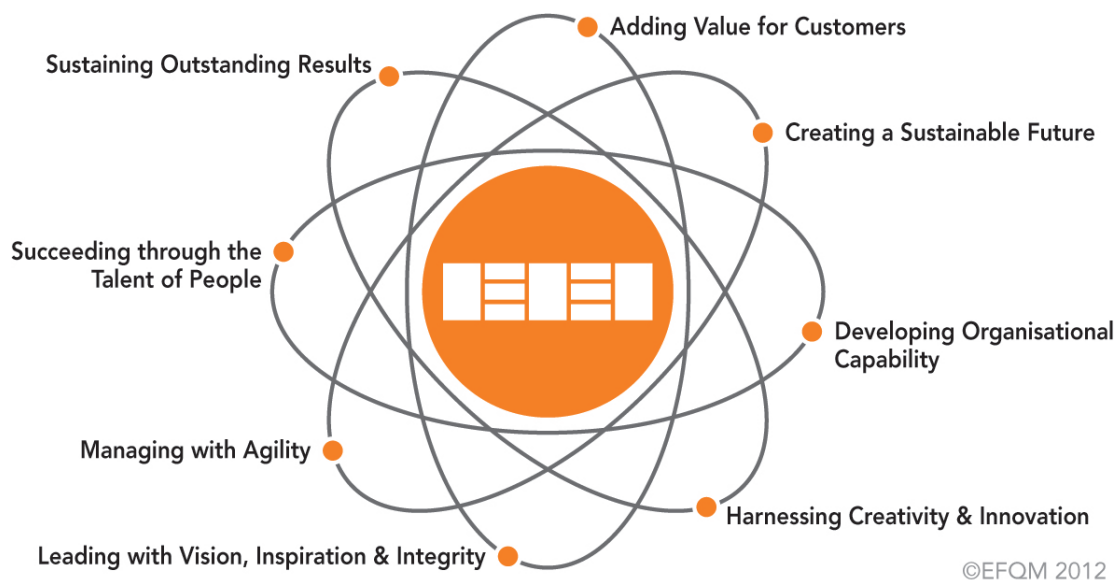 Adding Value for Customers
Sustaining Outstanding Results
Creating a Sustainable Future
Succeeding through the
Talent of People
Developing Organisational
Capability
Managing with Agility
Harnessing Creativity & Innovation
Leading with Vision, Inspiration & Integrity
©EFQM 2012